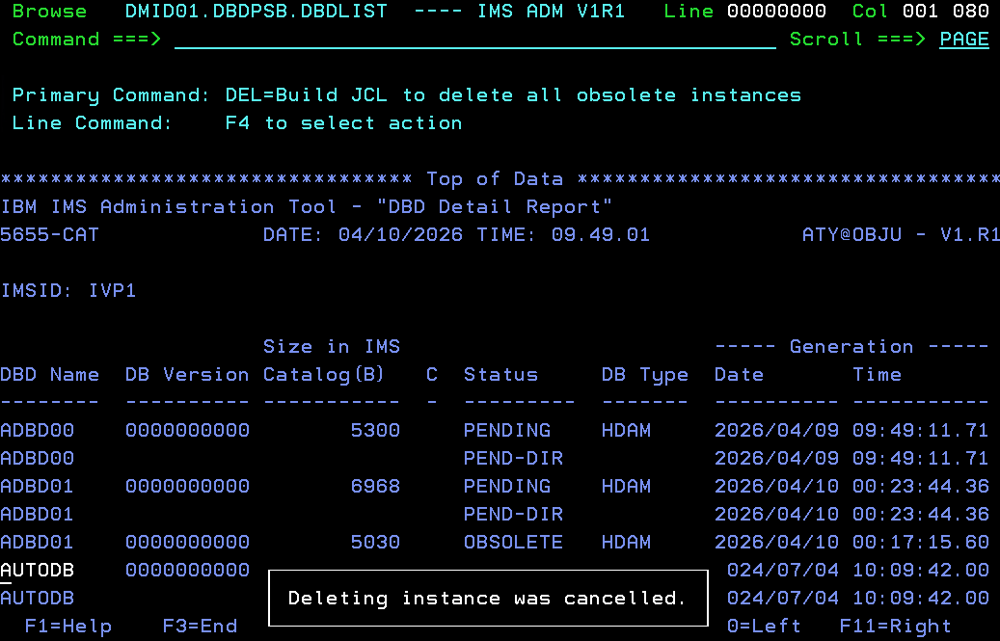 Browse   DMID01.DBDPSB.DBDLIST  ---- IMS ADM V1R1   Line 00000000  Col 001 080
Command ===>                                                  Scroll ===> PAGE
Primary Command: DEL=Build JCL to delete all obsolete instances
Line Command:    F4 to select action
********************************* Top of Data **********************************
IBM IMS Administration Tool - "DBD Detail Report"
5655-CAT             DATE: 04/10/2026 TIME: 09.49.01            ATY@OBJU - V1.R1
IMSID: IVP1
                     Size in IMS                         ----- Generation -----
DBD Name  DB Version Catalog(B)   C  Status     DB Type  Date       Time
--------  ---------- -----------  -  ---------  -------  ---------- -----------
ADBD00    0000000000        5300     PENDING    HDAM     2026/04/09 09:49:11.71
ADBD00                               PEND-DIR            2026/04/09 09:49:11.71
ADBD01    0000000000        6968     PENDING    HDAM     2026/04/10 00:23:44.36
ADBD01                               PEND-DIR            2026/04/10 00:23:44.36
ADBD01    0000000000        5030     OBSOLETE   HDAM     2026/04/10 00:17:15.60
AUTODB    0000000000                                      024/07/04 10:09:42.00
Deleting instance was cancelled.
AUTODB                                                    024/07/04 10:09:42.00
F1=Help    F3=End                                       0=Left   F11=Right